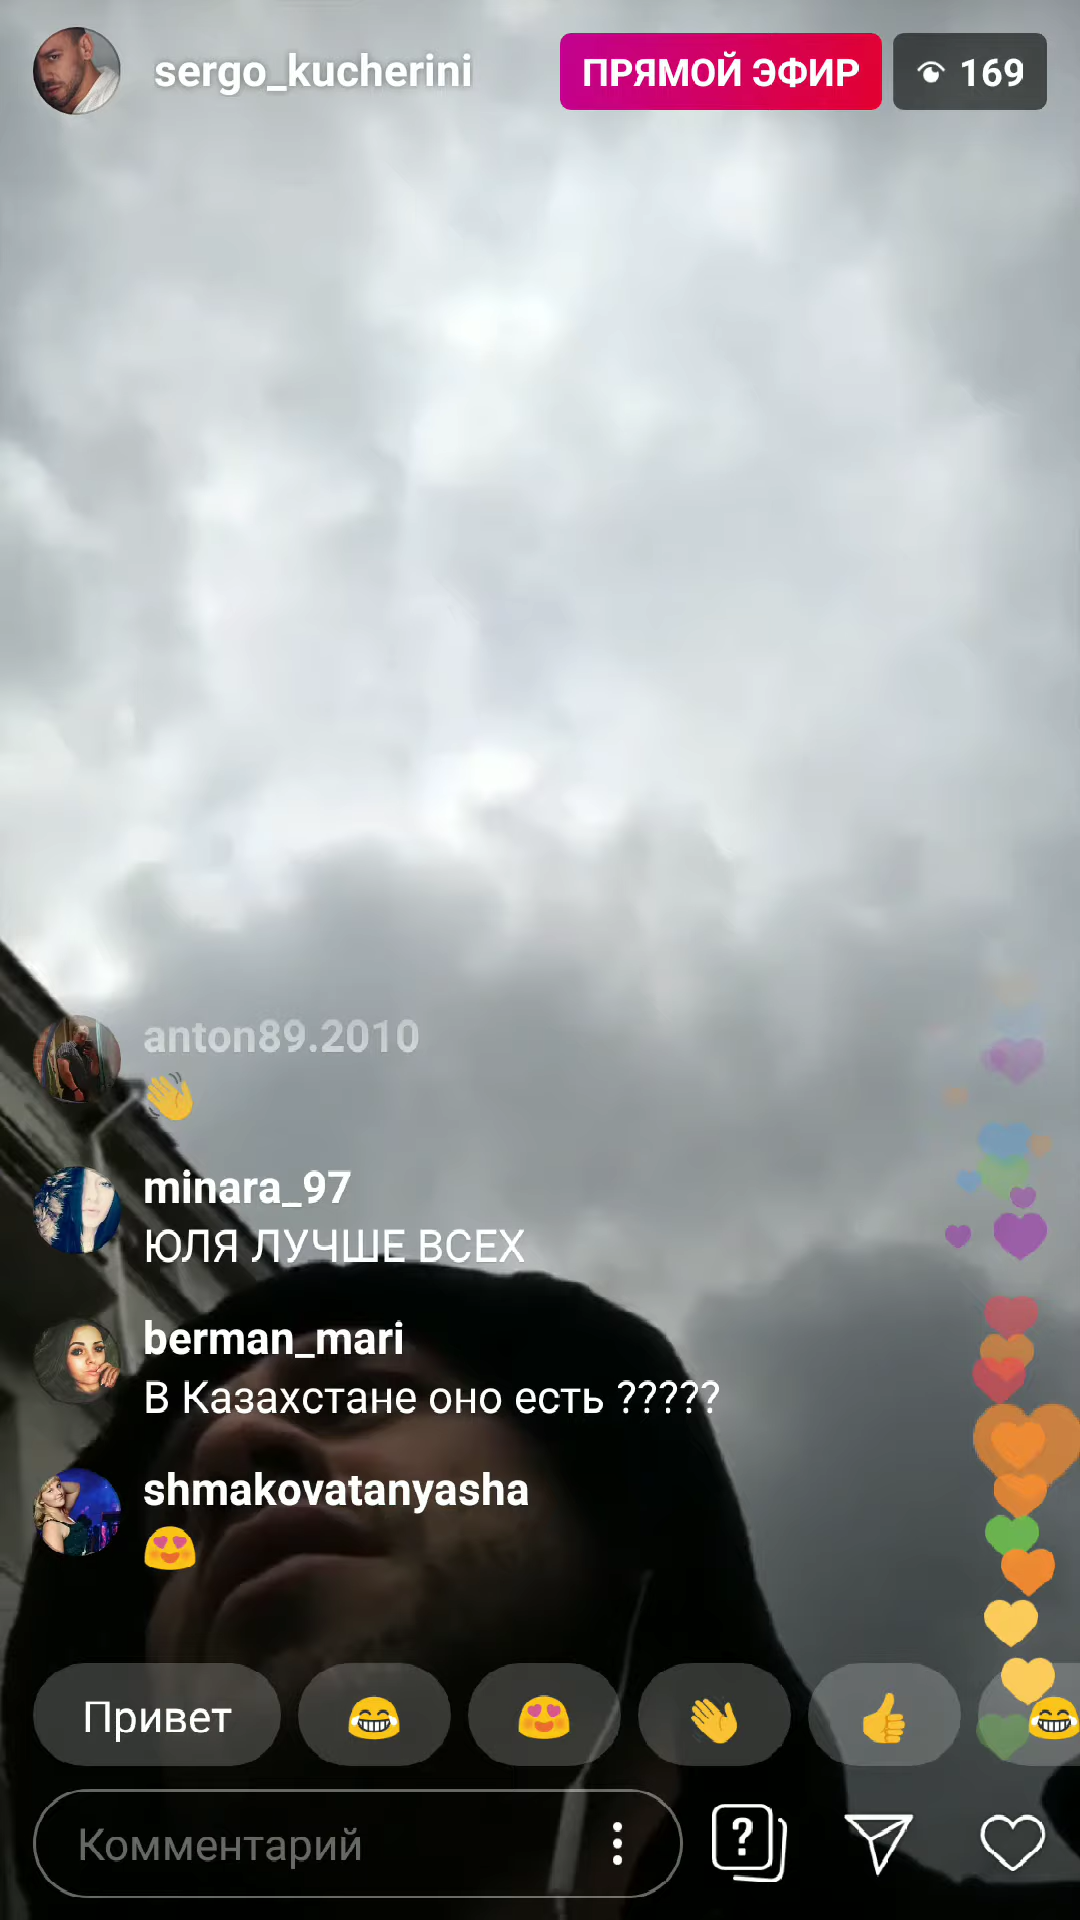 sergo_kucherini
ПРЯМОЙ ЭФИР
169
anton89.2010
👋
minara_97
ЮЛЯ ЛУЧШЕ ВСЕХ
berman_mari
В Казахстане оно есть ?????
shmakovatanyasha
😍
Привет 😂 😍 👋 👍 😂
Комментарий